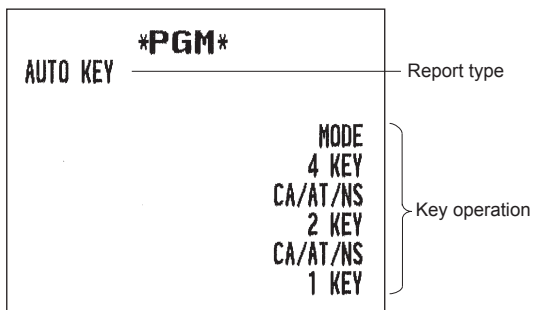 *PGM*
AUTO KEY
Report type
MODE
4 KEY
CA/AT/NS
2 KEY
Key operation
CA/AT/NS
1 KEY